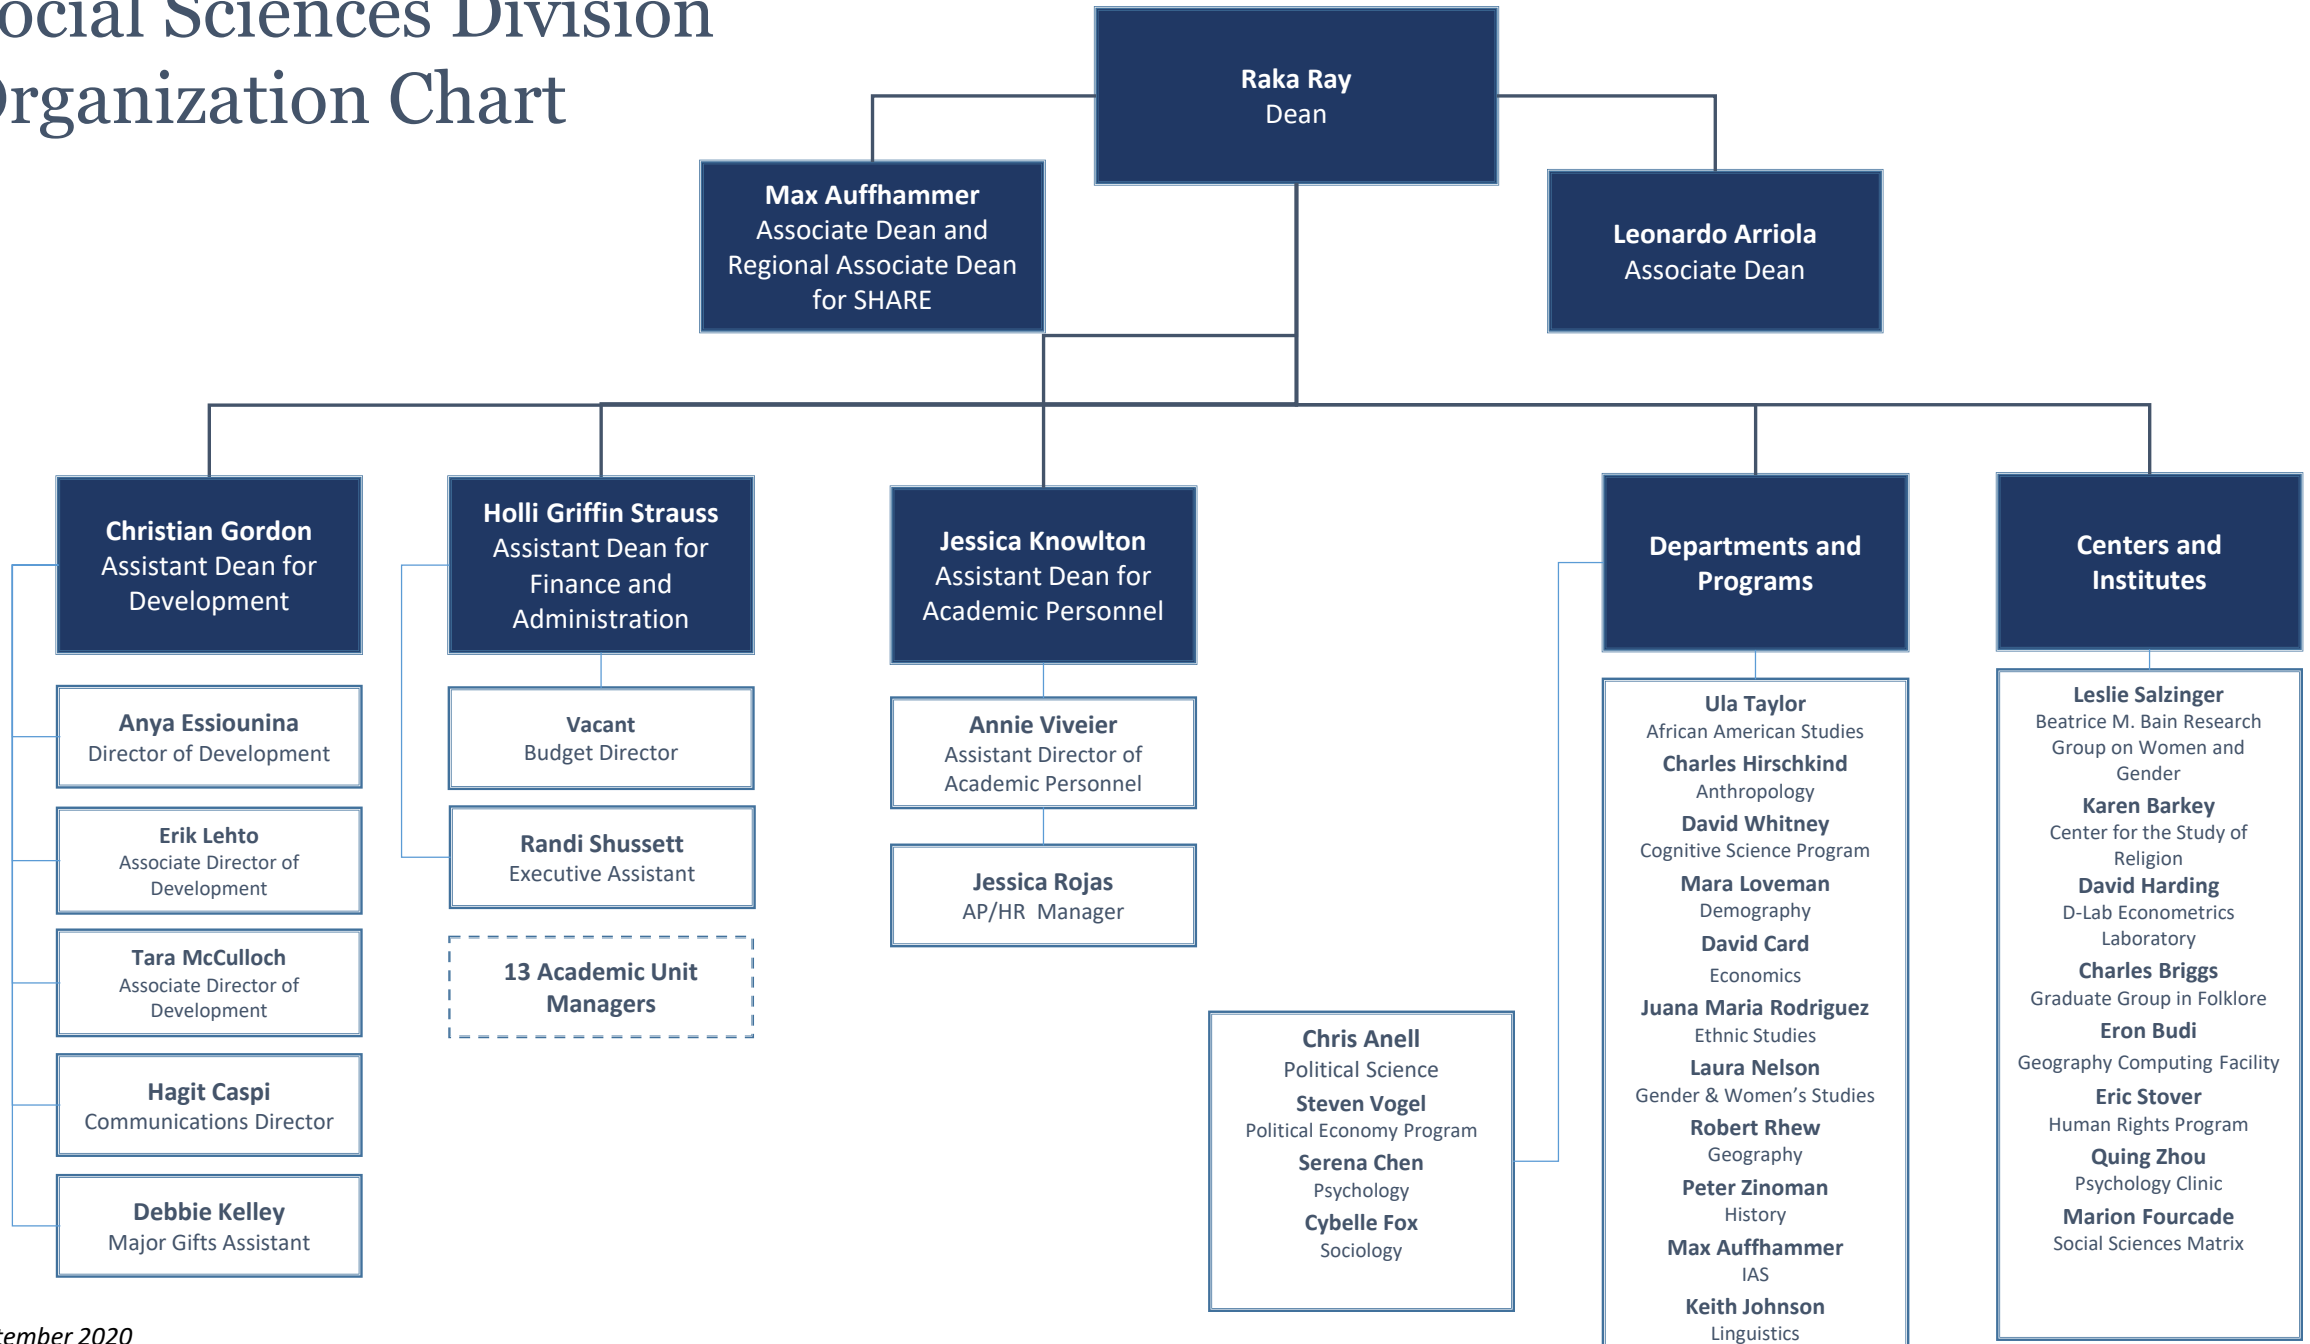 ocial Sciences Division
Organization Chart
Raka Ray
Dean
Max Auffhammer
Associate Dean and
Regional Associate Dean
for SHARE
Leonardo Arriola
Associate Dean
Christian Gordon
Assistant Dean for
Development
Anya Essiounina
Director of Development
Erik Lehto
Associate Director of
Development
Tara McCulloch
Associate Director of
Development
Hagit Caspi
Communications Director
Debbie Kelley
Major Gifts Assistant
Holli Griffin Strauss
Assistant Dean for
Finance and
Administration
Vacant
Budget Director
Randi Shussett
Executive Assistant
13 Academic Unit
Managers
Jessica Knowlton
Assistant Dean for
Academic Personnel
Annie Viveier
Assistant Director of
Academic Personnel
Jessica Rojas
AP/HR  Manager
Departments and
Programs
Ula Taylor
African American Studies
Charles Hirschkind
Anthropology
David Whitney
Cognitive Science Program
Mara Loveman
Demography
David Card
Economics
Juana Maria Rodriguez
Ethnic Studies
Laura Nelson
Gender & Women’s Studies
Robert Rhew
Geography
Peter Zinoman
History
Max Auffhammer
IAS
Keith Johnson
Linguistics
Chris Anell
Political Science
Steven Vogel
Political Economy Program
Serena Chen
Psychology
Cybelle Fox
Sociology
Centers and
Institutes
Leslie Salzinger
Beatrice M. Bain Research
Group on Women and
Gender
Karen Barkey
Center for the Study of
Religion
David Harding
D-Lab Econometrics
Laboratory
Charles Briggs
Graduate Group in Folklore
Eron Budi
Geography Computing Facility
Eric Stover
Human Rights Program
Quing Zhou
Psychology Clinic
Marion Fourcade
Social Sciences Matrix
tember 2020